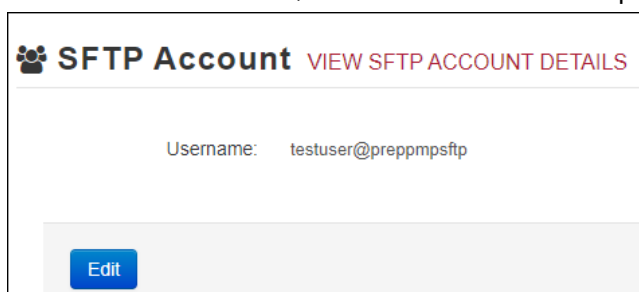 SFTP Account VIEW SFTP ACCOUNT DETAILS
Username: testuser@preppmpsftp
Edit